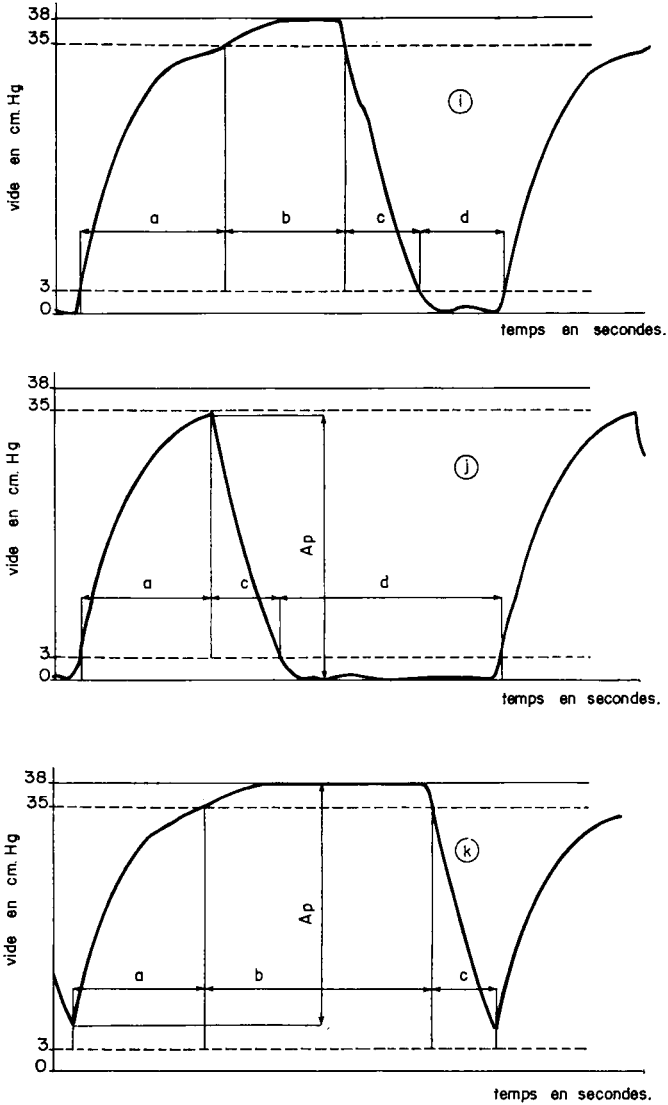 38
35
vide en cm. Hg
i
a b c d
3
0
temps en secondes.
38
35
vide en cm. Hg
j
Ap
a c d
3
0
temps en secondes.
38
35
vide en cm. Hg
k
Ap
a b c
3
0
temps en secondes.